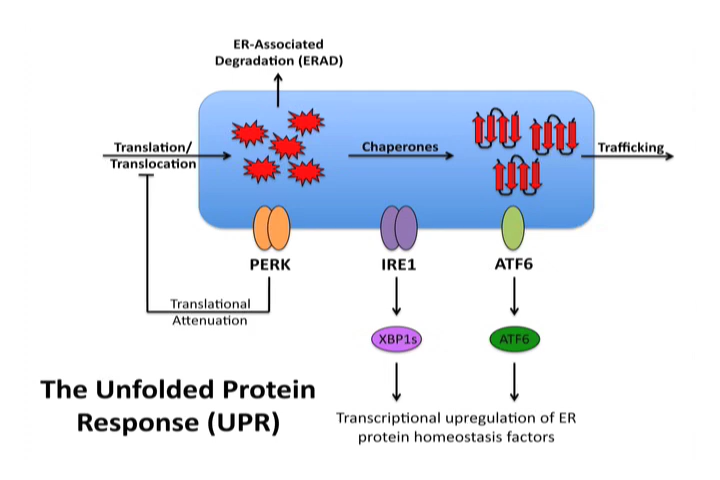 ER-Associated
Degradation (ERAD)
Translation/
Translocation
Chaperones
Trafficking
PERK
IRE1
ATF6
Translational
Attenuation
XBP1s
ATF6
The Unfolded Protein
Response (UPR)
Transcriptional upregulation of ER
protein homeostasis factors